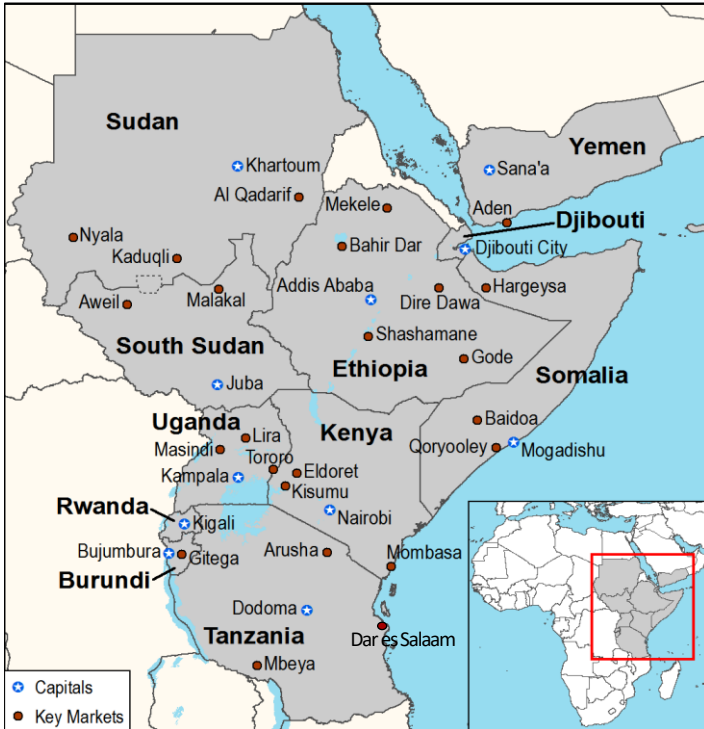 Sudan
Yemen
Khartoum
Sana'a
Al Qadarif
Mekele
Aden
Djibouti
Nyala
Bahir Dar
Djibouti City
Kaduqli
Addis Ababa
Dire Dawa
Hargeysa
Aweil
Malakal
Shashamane
South Sudan
Gode
Ethiopia
Somalia
Juba
Uganda
Kenya
Baidoa
Lira
Masindi
Qoryooley
Mogadishu
Tororo
Eldoret
Kampala
Kisumu
Rwanda
Nairobi
Kigali
Bujumbura
Gitega
Arusha
Mombasa
Burundi
Dodoma
Tanzania
Dar es Salaam
Mbeya
Capitals
Key Markets